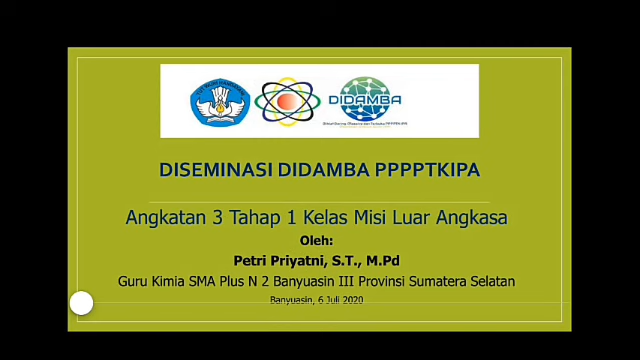 DIDAMBA
DISEMINASI DIDAMBA PPPPTKIPA
Angkatan 3 Tahap 1 Kelas Misi Luar Angkasa
Oleh:
Petri Priyatni, S.T., M.Pd
Guru Kimia SMA Plus N 2 Banyuasin III Provinsi Sumatera Selatan
Banyuasin, 6 Juli 2020